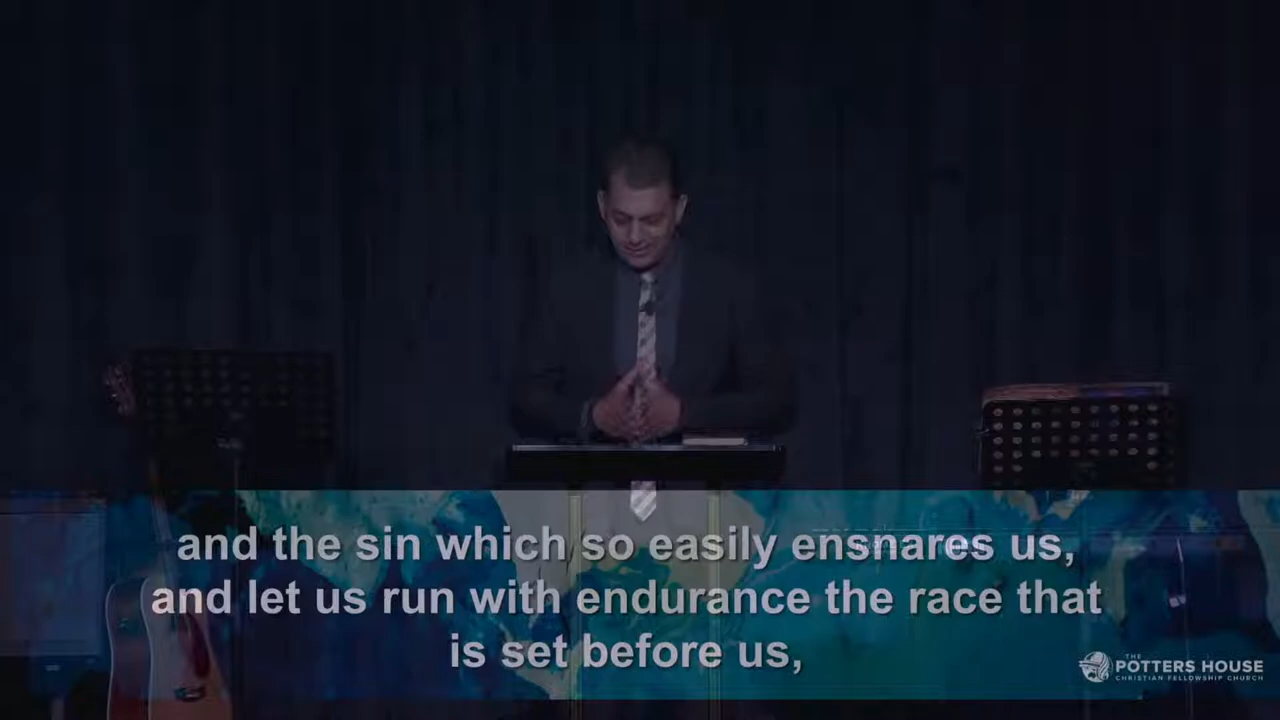 and the sin which so easily ensnares us,
and let us run with endurance the race that
is set before us,
THE
POTTERS HOUSE
CHRISTIAN FELLOWSHIP CHURCH